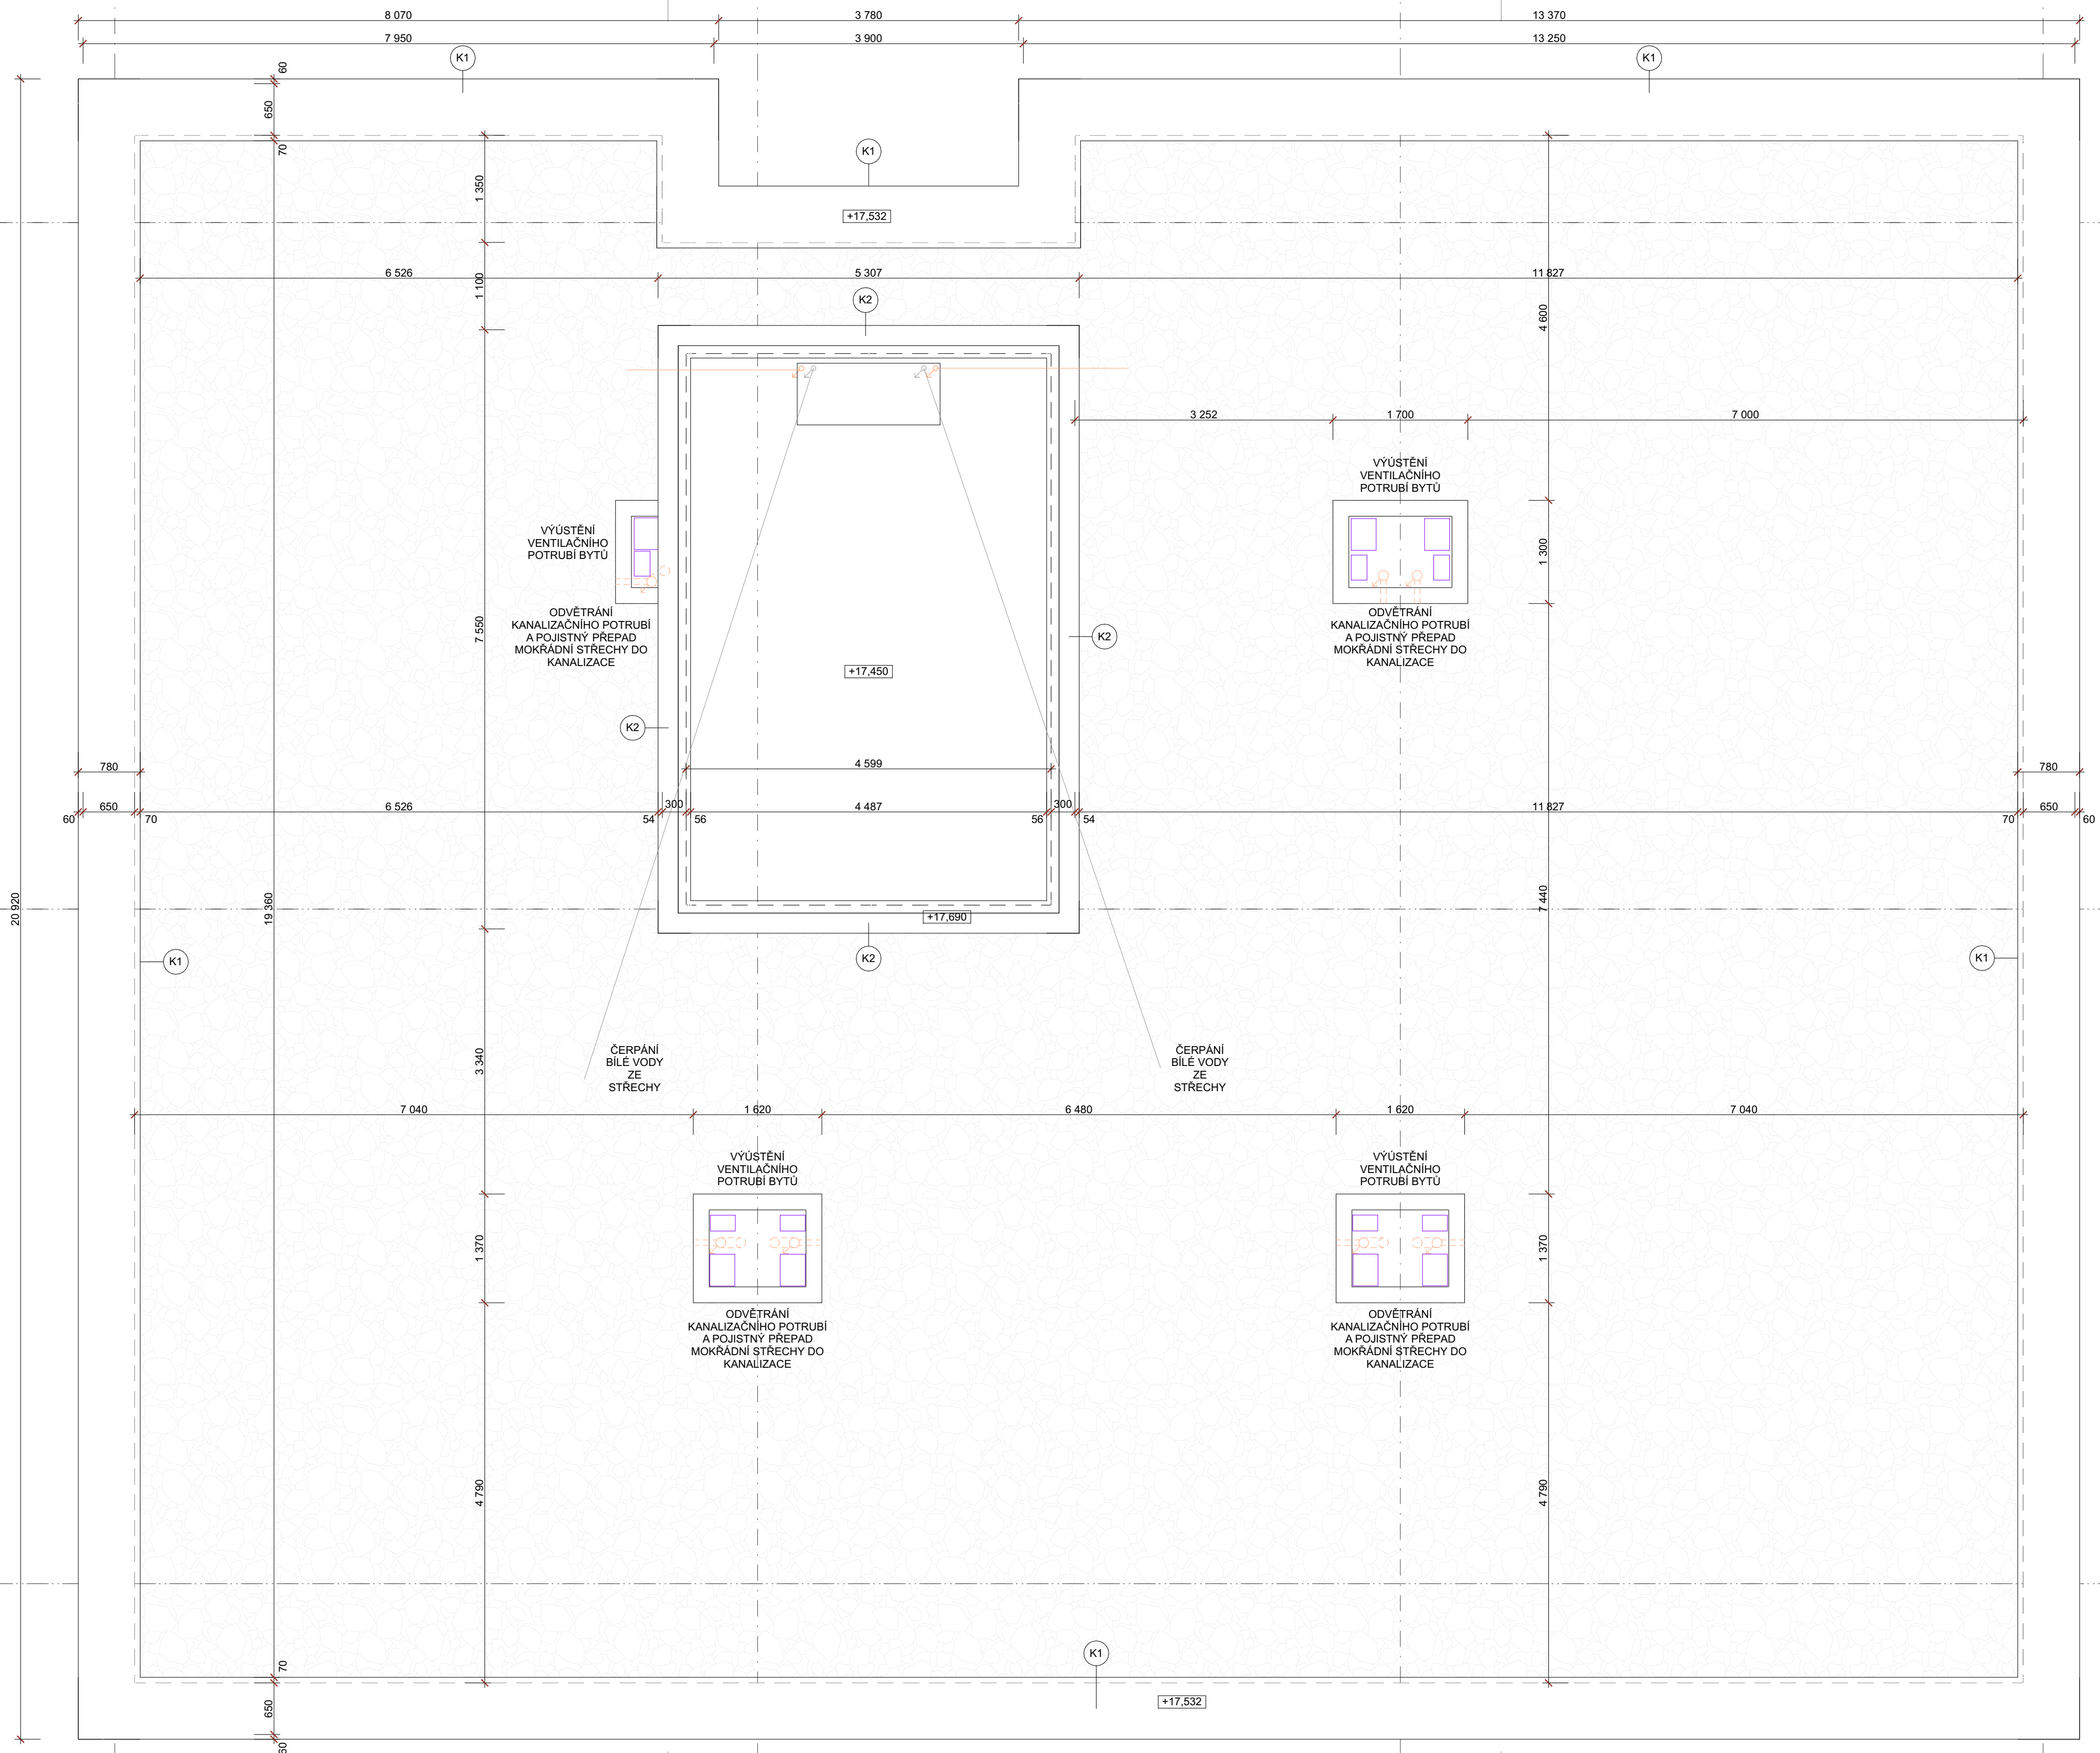 8 070
3 780
13 370
7 950
3 900
13 250
K1
K1
60
650
70
K1
1 350
+17,532
6 526
5 307
11 827
1 100
K2
4 600
3 252
1 700
7 000
VÝÚSTĚNÍ
VENTILAČNÍHO
POTRUBÍ BYTŮ
VÝÚSTĚNÍ
VENTILAČNÍHO
POTRUBÍ BYTŮ
1 300
ODVĚTRÁNÍ
KANALIZAČNÍHO POTRUBÍ
A POJISTNÝ PŘEPAD
MOKŘÁDNÍ STŘECHY DO
KANALIZACE
ODVĚTRÁNÍ
KANALIZAČNÍHO POTRUBÍ
A POJISTNÝ PŘEPAD
MOKŘÁDNÍ STŘECHY DO
KANALIZACE
7 550
K2
+17,450
K2
780
4 599
780
60
650
70
6 526
54
300
56
4 487
56
300
54
11 827
70
650
60
20 920
19 360
7 440
+17,690
K1
K2
K1
3 340
ČERPÁNÍ
BÍLÉ VODY
ZE
STŘECHY
ČERPÁNÍ
BÍLÉ VODY
ZE
STŘECHY
7 040
1 620
6 480
1 620
7 040
VÝÚSTĚNÍ
VENTILAČNÍHO
POTRUBÍ BYTŮ
VÝÚSTĚNÍ
VENTILAČNÍHO
POTRUBÍ BYTŮ
1 370
1 370
ODVĚTRÁNÍ
KANALIZAČNÍHO POTRUBÍ
A POJISTNÝ PŘEPAD
MOKŘÁDNÍ STŘECHY DO
KANALIZACE
ODVĚTRÁNÍ
KANALIZAČNÍHO POTRUBÍ
A POJISTNÝ PŘEPAD
MOKŘÁDNÍ STŘECHY DO
KANALIZACE
4 790
4 790
K1
70
650
60
+17,532